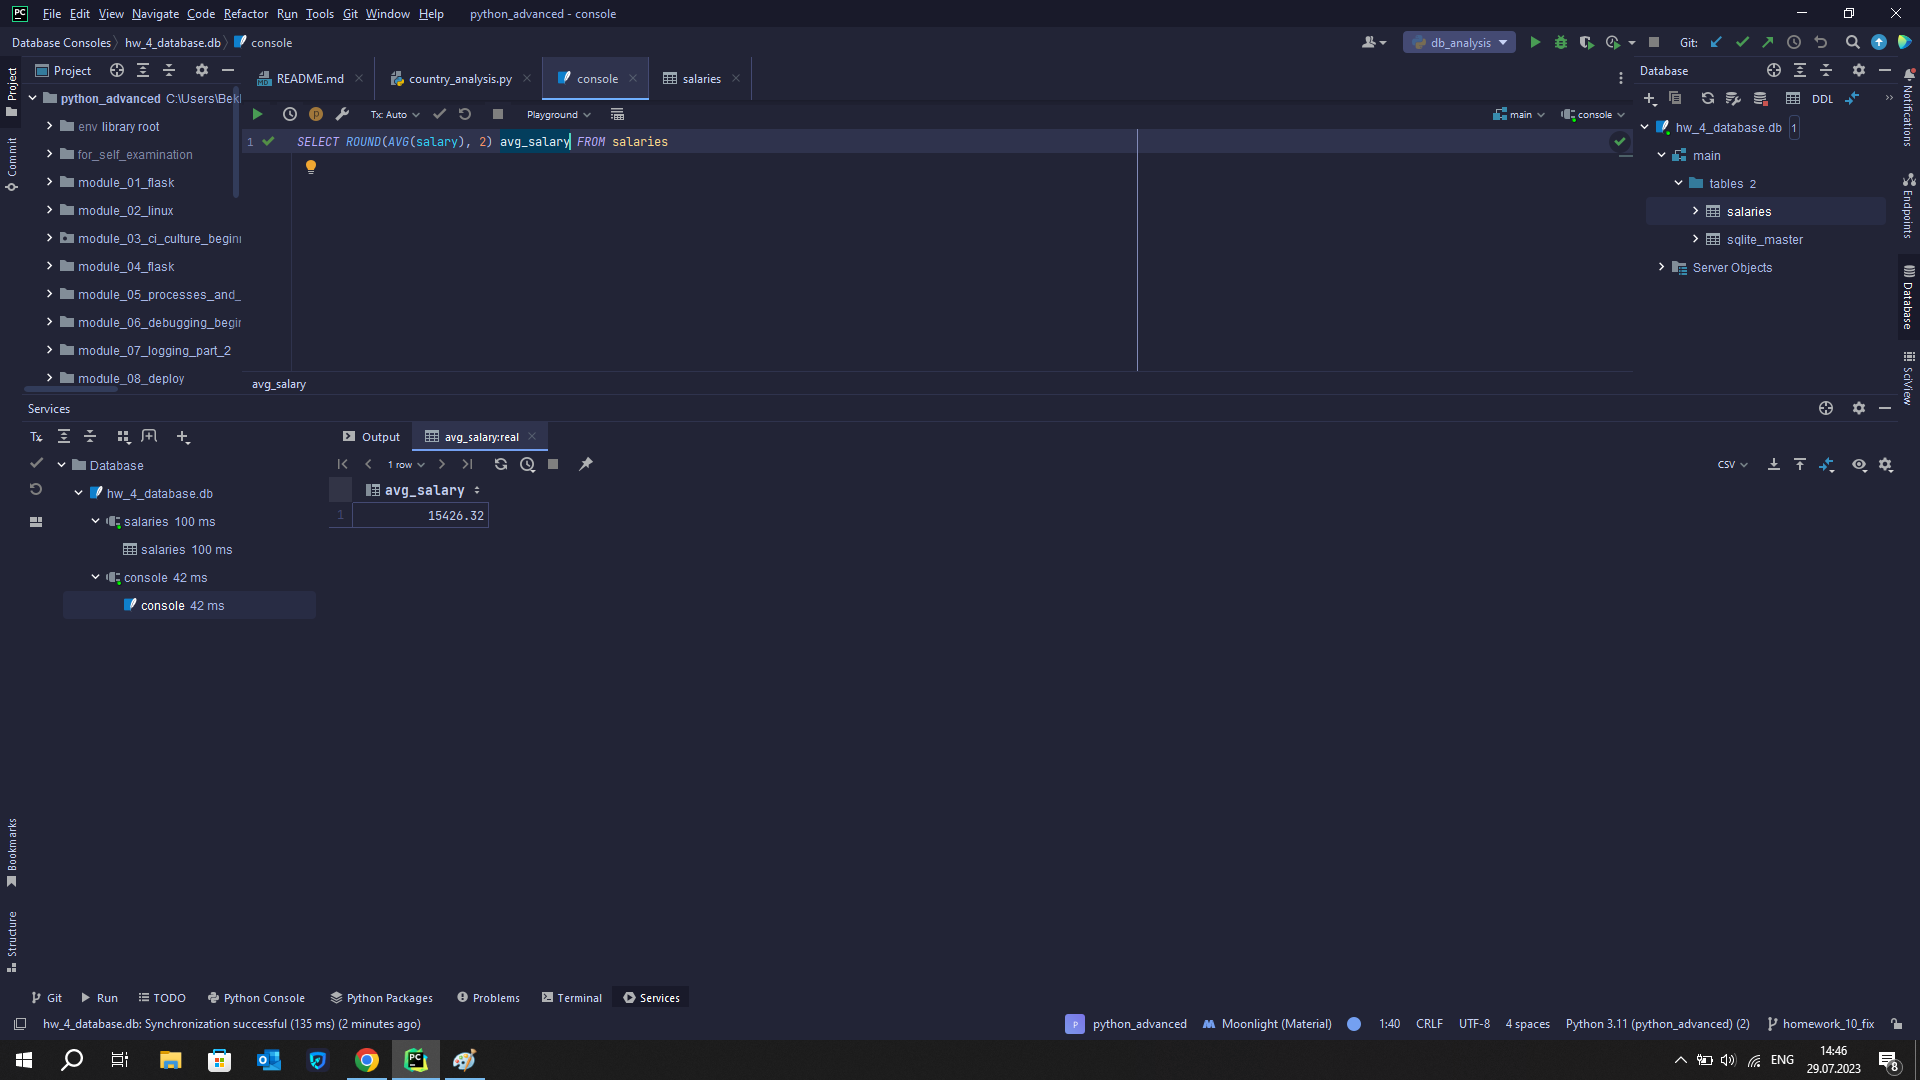 PC File Edit View Navigate Code Refactor Run Tools Git Window Help python_advanced - console
Database Consoles hw_4_database.db console
db_analysis
Git:
Project
README.md
country_analysis.py
console
salaries
Database
python_advanced C:\Users\Bek
env library root
for_self_examination
module_01_flask
module_02_linux
module_03_ci_culture_begin
module_04_flask
module_05_processes_and_
module_06_debugging_begi
module_07_logging_part_2
module_08_deploy
Tx: Auto
Playground
main
console
1 SELECT ROUND(AVG(salary), 2) avg_salary FROM salaries
avg_salary
DDL
hw_4_database.db 1
main
tables 2
salaries
sqlite_master
Server Objects
Project
Commit
Bookmarks
Structure
Notifications
Endpoints
Database
SciView
Services
Tx
Output
avg_salary:real
1 row
CSV
Database
hw_4_database.db
salaries 100 ms
salaries 100 ms
console 42 ms
console 42 ms
avg_salary
1 15426.32
Git Run TODO Python Console Python Packages Problems Terminal Services
hw_4_database.db: Synchronization successful (135 ms) (2 minutes ago)
P python_advanced Moonlight (Material) 1:40 CRLF UTF-8 4 spaces Python 3.11 (python_advanced) (2) homework_10_fix
PC
ENG
14:46
29.07.2023
8